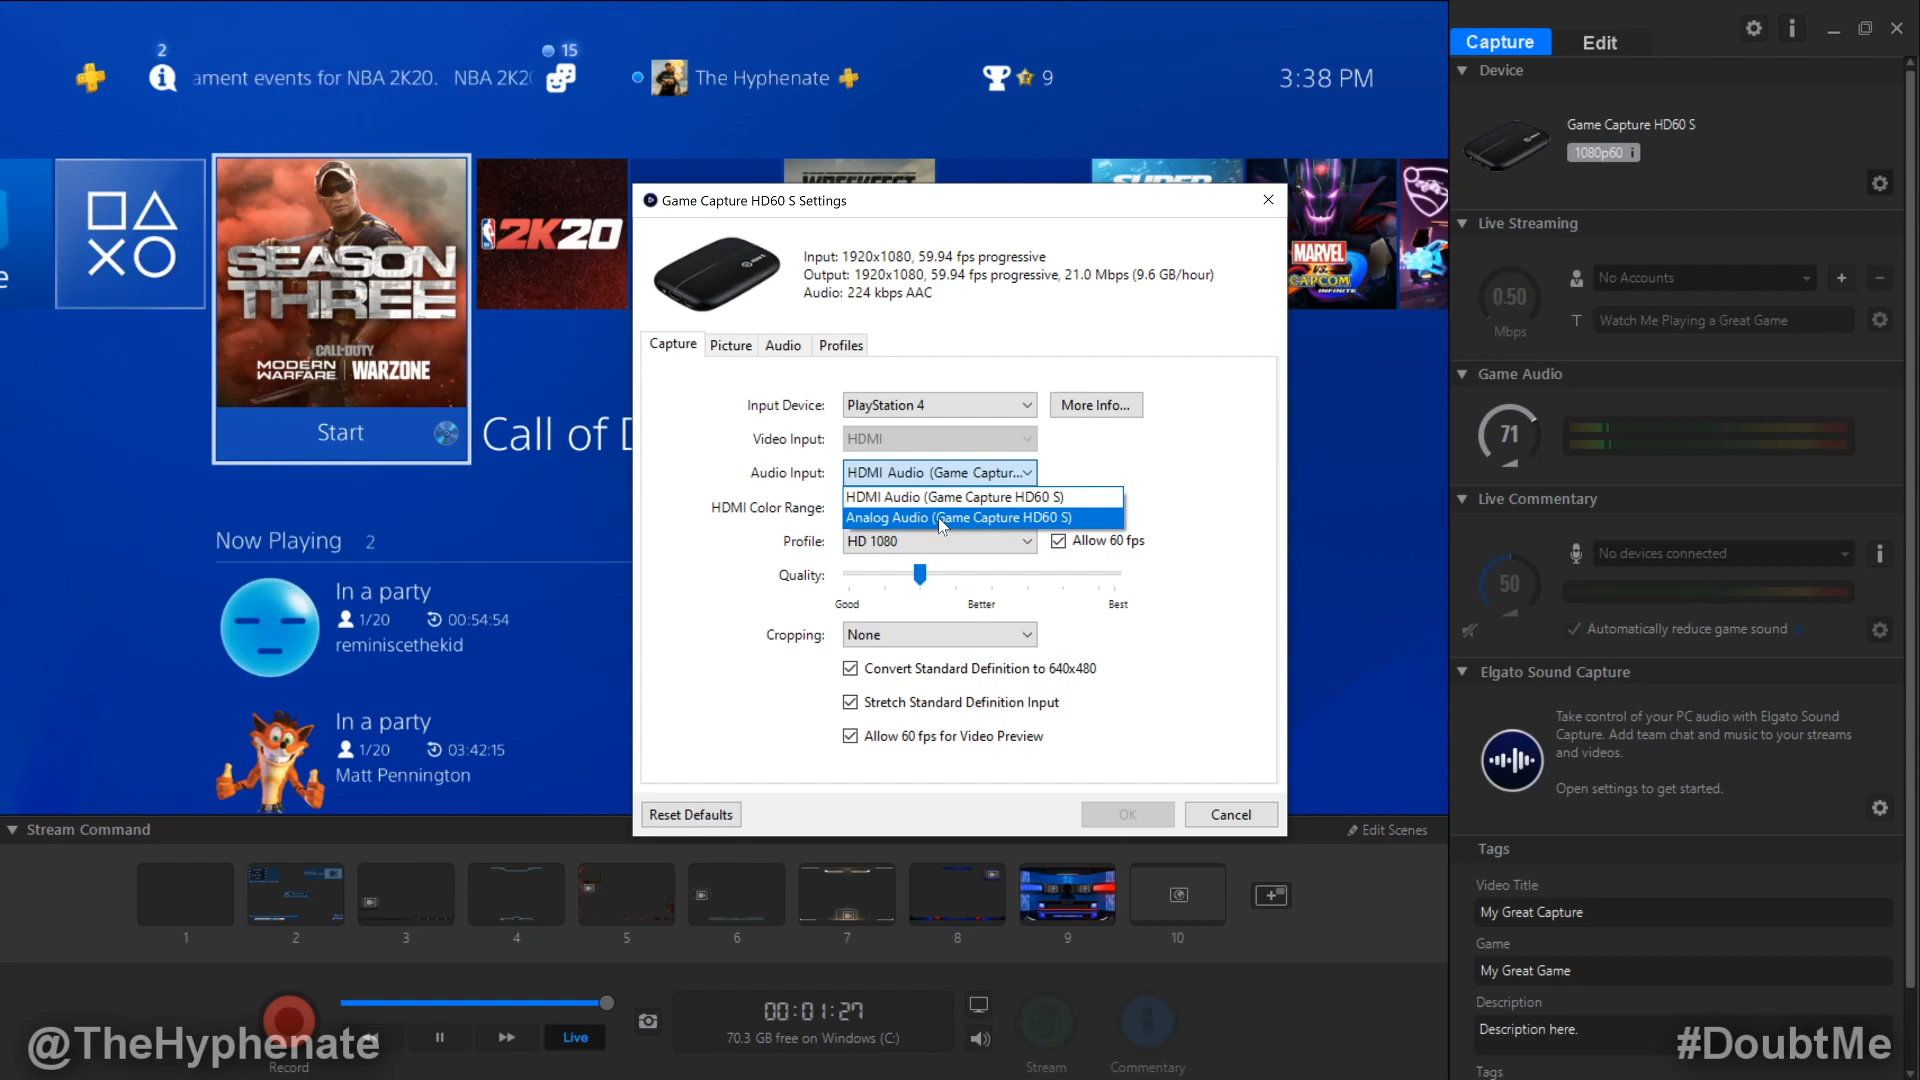 2
ament events for NBA 2K20. NBA 2K2
15
The Hyphenate
9
3:38 PM
SEASON
THREE
CALL·DUTY
MODERN WARFARE | WARZONE
Start
2K20
WRECKFEST
SUPER
MARVEL
VS
CAPCOM
INFINITE
e
Call of D
Now Playing 2
In a party
1/20 00:54:54
reminiscethekid
In a party
1/20 03:42:15
Matt Pennington
Game Capture HD60 S Settings
Input: 1920x1080, 59.94 fps progressive
Output: 1920x1080, 59.94 fps progressive, 21.0 Mbps (9.6 GB/hour)
Audio: 224 kbps AAC
Capture Picture Audio Profiles
Input Device: PlayStation 4 More Info...
Video Input: HDMI
Audio Input: HDMI Audio (Game Captur...
HDMI Audio (Game Capture HD60 S)
HDMI Color Range:
Analog Audio (Game Capture HD60 S)
Profile: HD 1080 Allow 60 fps
Quality:
Good Better Best
Cropping: None
Convert Standard Definition to 640x480
Stretch Standard Definition Input
Allow 60 fps for Video Preview
Reset Defaults OK Cancel
Capture Edit
Device
Game Capture HD60 S
1080p60 i
Live Streaming
0.50
Mbps
No Accounts
T Watch Me Playing a Great Game
Game Audio
71
Live Commentary
50
No devices connected
Automatically reduce game sound
Elgato Sound Capture
Take control of your PC audio with Elgato Sound
Capture. Add team chat and music to your streams
and videos.
Open settings to get started.
Tags
Video Title
My Great Capture
Game
My Great Game
Description
Description here.
Tags
Stream Command
Edit Scenes
1 2 3 4 5 6 7 8 9 10
Record
Live
00:01:27
70.3 GB free on Windows (C:)
Stream
Commentary
@TheHyphenate
#DoubtMe